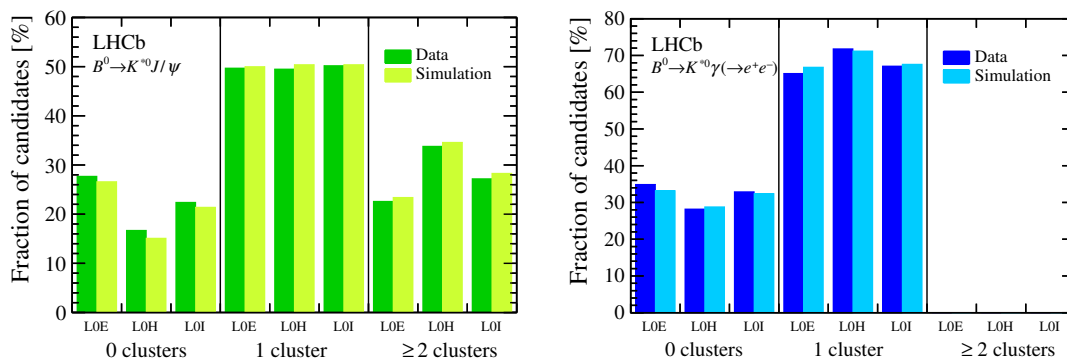 Fraction of candidates [%]
60
50
40
30
20
10
0
LHCb
B⁰→K*⁰J/ψ
Data
Simulation
L0E L0H L0I L0E L0H L0I L0E L0H L0I
0 clusters 1 cluster ≥2 clusters
Fraction of candidates [%]
80
70
60
50
40
30
20
10
0
LHCb
B⁰→K*⁰γ(→e⁺e⁻)
Data
Simulation
L0E L0H L0I L0E L0H L0I L0E L0H L0I
0 clusters 1 cluster ≥2 clusters